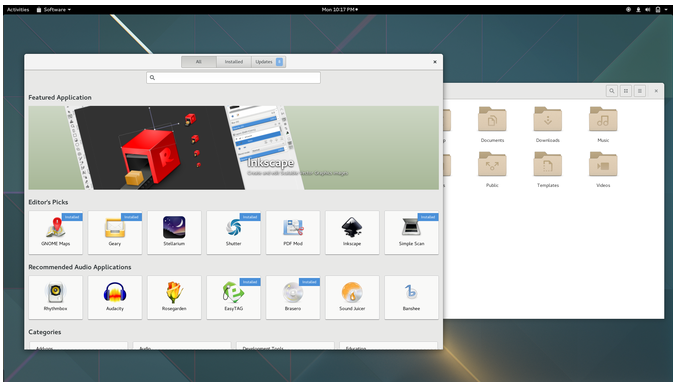 Activities Software Mon 10:17 PM
All Installed Updates
Featured Application
inkscape
Create and edit Scalable Vector Graphics images
Editor's Picks
Installed Installed Installed Installed
GNOME Maps Geary Stellarium Shutter PDF Mod Inkscape Simple Scan
Recommended Audio Applications
Installed Installed
Rhythmbox Audacity Rosegarden EasyTAG Brasero Sound Juicer Banshee
Categories
Audio Development Tools Education
Documents Downloads Music
Public Templates Videos